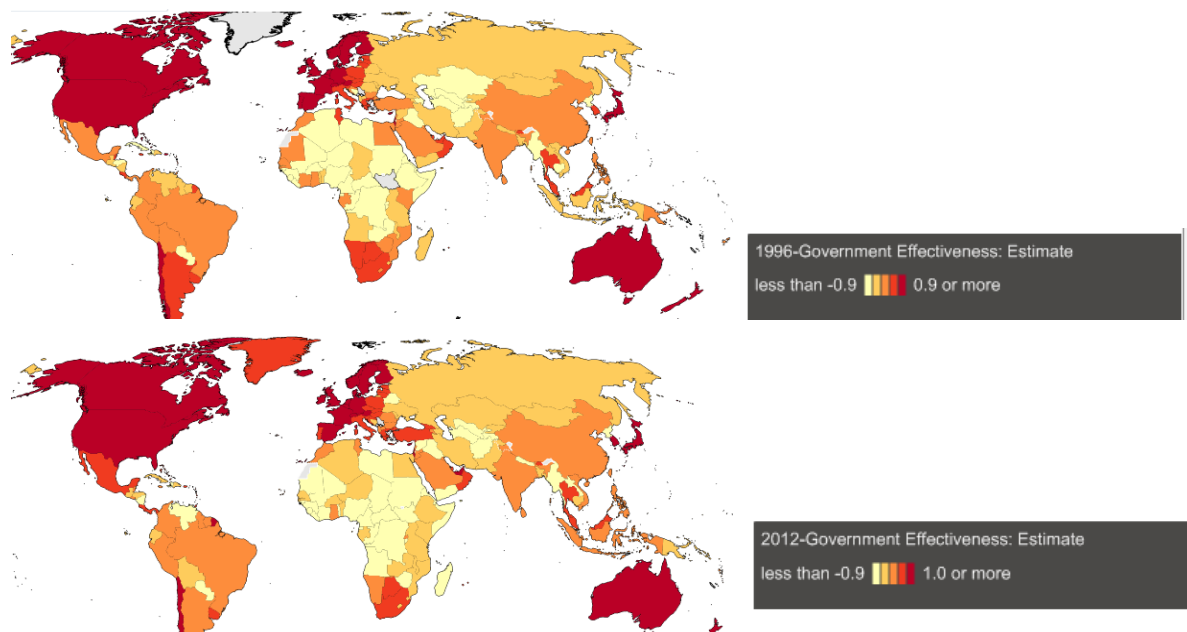 1996-Government Effectiveness: Estimate
less than -0.9 0.9 or more
2012-Government Effectiveness: Estimate
less than -0.9 1.0 or more